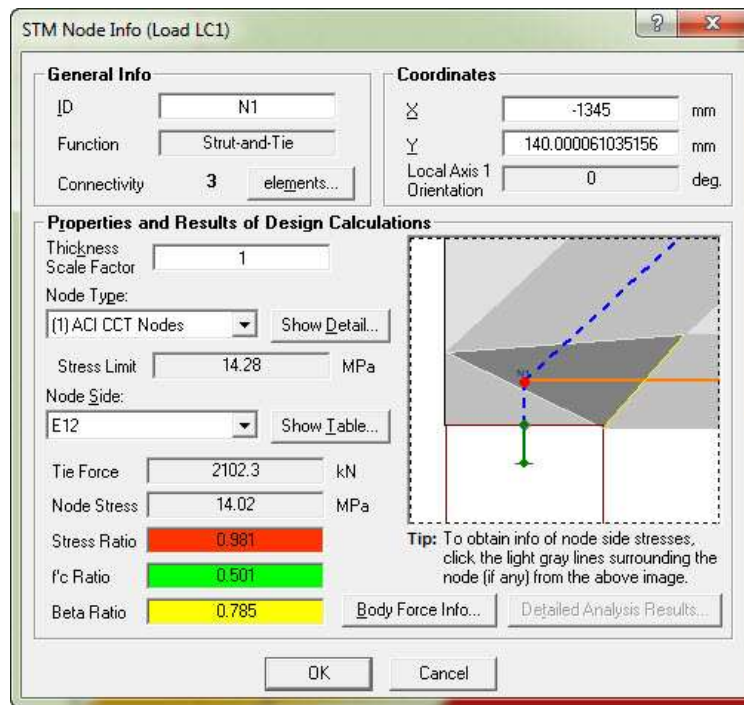 STM Node Info (Load LC1)
General Info
ID N1
Function Strut-and-Tie
Connectivity 3 elements...
Coordinates
X -1345 mm
Y 140.000061035156 mm
Local Axis 1
Orientation 0 deg.
Properties and Results of Design Calculations
Thickness
Scale Factor 1
Node Type:
(1) ACI CCT Nodes Show Detail...
Stress Limit 14.28 MPa
Node Side:
E12 Show Table...
Tie Force 2102.3 kN
Node Stress 14.02 MPa
Stress Ratio 0.981
f'c Ratio 0.501
Beta Ratio 0.785
N1
Tip: To obtain info of node side stresses,
click the light gray lines surrounding the
node (if any) from the above image.
Body Force Info... Detailed Analysis Results...
OK Cancel